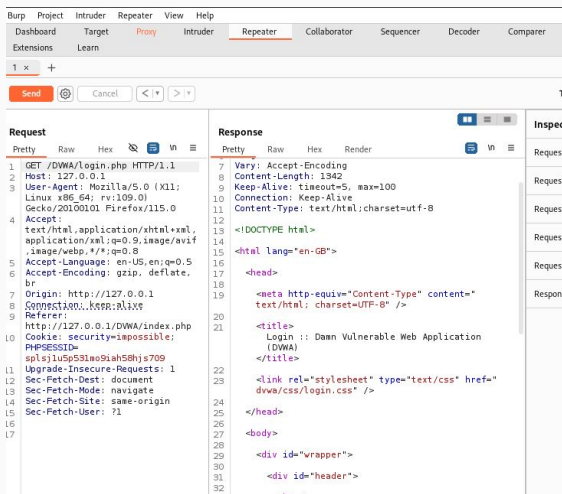 Burp Project Intruder Repeater View Help
Dashboard Target Proxy Intruder Repeater Collaborator Sequencer Decoder Comparer
Extensions Learn
1 × +
Send Cancel < >
Request
Pretty Raw Hex \n
1 GET /DVWA/login.php HTTP/1.1
2 Host: 127.0.0.1
3 User-Agent: Mozilla/5.0 (X11;
Linux x86_64; rv:109.0)
Gecko/20100101 Firefox/115.0
4 Accept:
text/html,application/xhtml+xml,
application/xml;q=0.9,image/avif
,image/webp,*/*;q=0.8
5 Accept-Language: en-US,en;q=0.5
6 Accept-Encoding: gzip, deflate,
br
7 Origin: http://127.0.0.1
8 Connection: keep-alive
9 Referer:
http://127.0.0.1/DVWA/index.php
10 Cookie: security=impossible;
PHPSESSID=
splsj1u5p531mo9iah58hjs709
11 Upgrade-Insecure-Requests: 1
12 Sec-Fetch-Dest: document
13 Sec-Fetch-Mode: navigate
14 Sec-Fetch-Site: same-origin
15 Sec-Fetch-User: ?1
16
17
Response
Pretty Raw Hex Render \n
7 Vary: Accept-Encoding
8 Content-Length: 1342
9 Keep-Alive: timeout=5, max=100
10 Connection: Keep-Alive
11 Content-Type: text/html;charset=utf-8
12
13 <!DOCTYPE html>
14
15 <html lang="en-GB">
16
17 <head>
18
19 <meta http-equiv="Content-Type" content="
text/html; charset=UTF-8" />
20
21 <title>
Login :: Damn Vulnerable Web Application
(DVWA)
</title>
22
23 <link rel="stylesheet" type="text/css" href="
dvwa/css/login.css" />
24
25 </head>
26
27 <body>
28
29 <div id="wrapper">
30
31 <div id="header">
32
Inspec
Reques
Reques
Reques
Reques
Reques
Respon